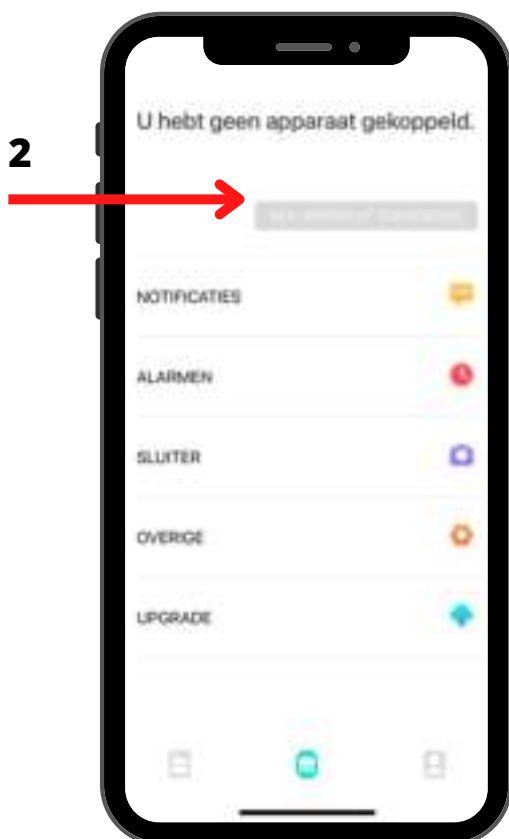 U hebt geen apparaat gekoppeld.
2
NOTIFICATIES
ALARMEN
SLUITER
OVERIGE
UPGRADE